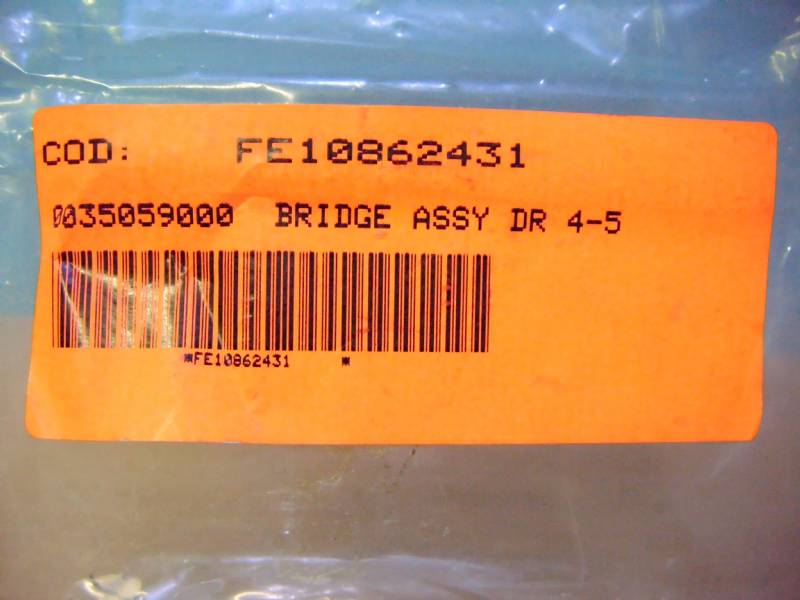 COD: FE10862431
0035059000 BRIDGE ASSY DR 4-5
*FE10862431 *